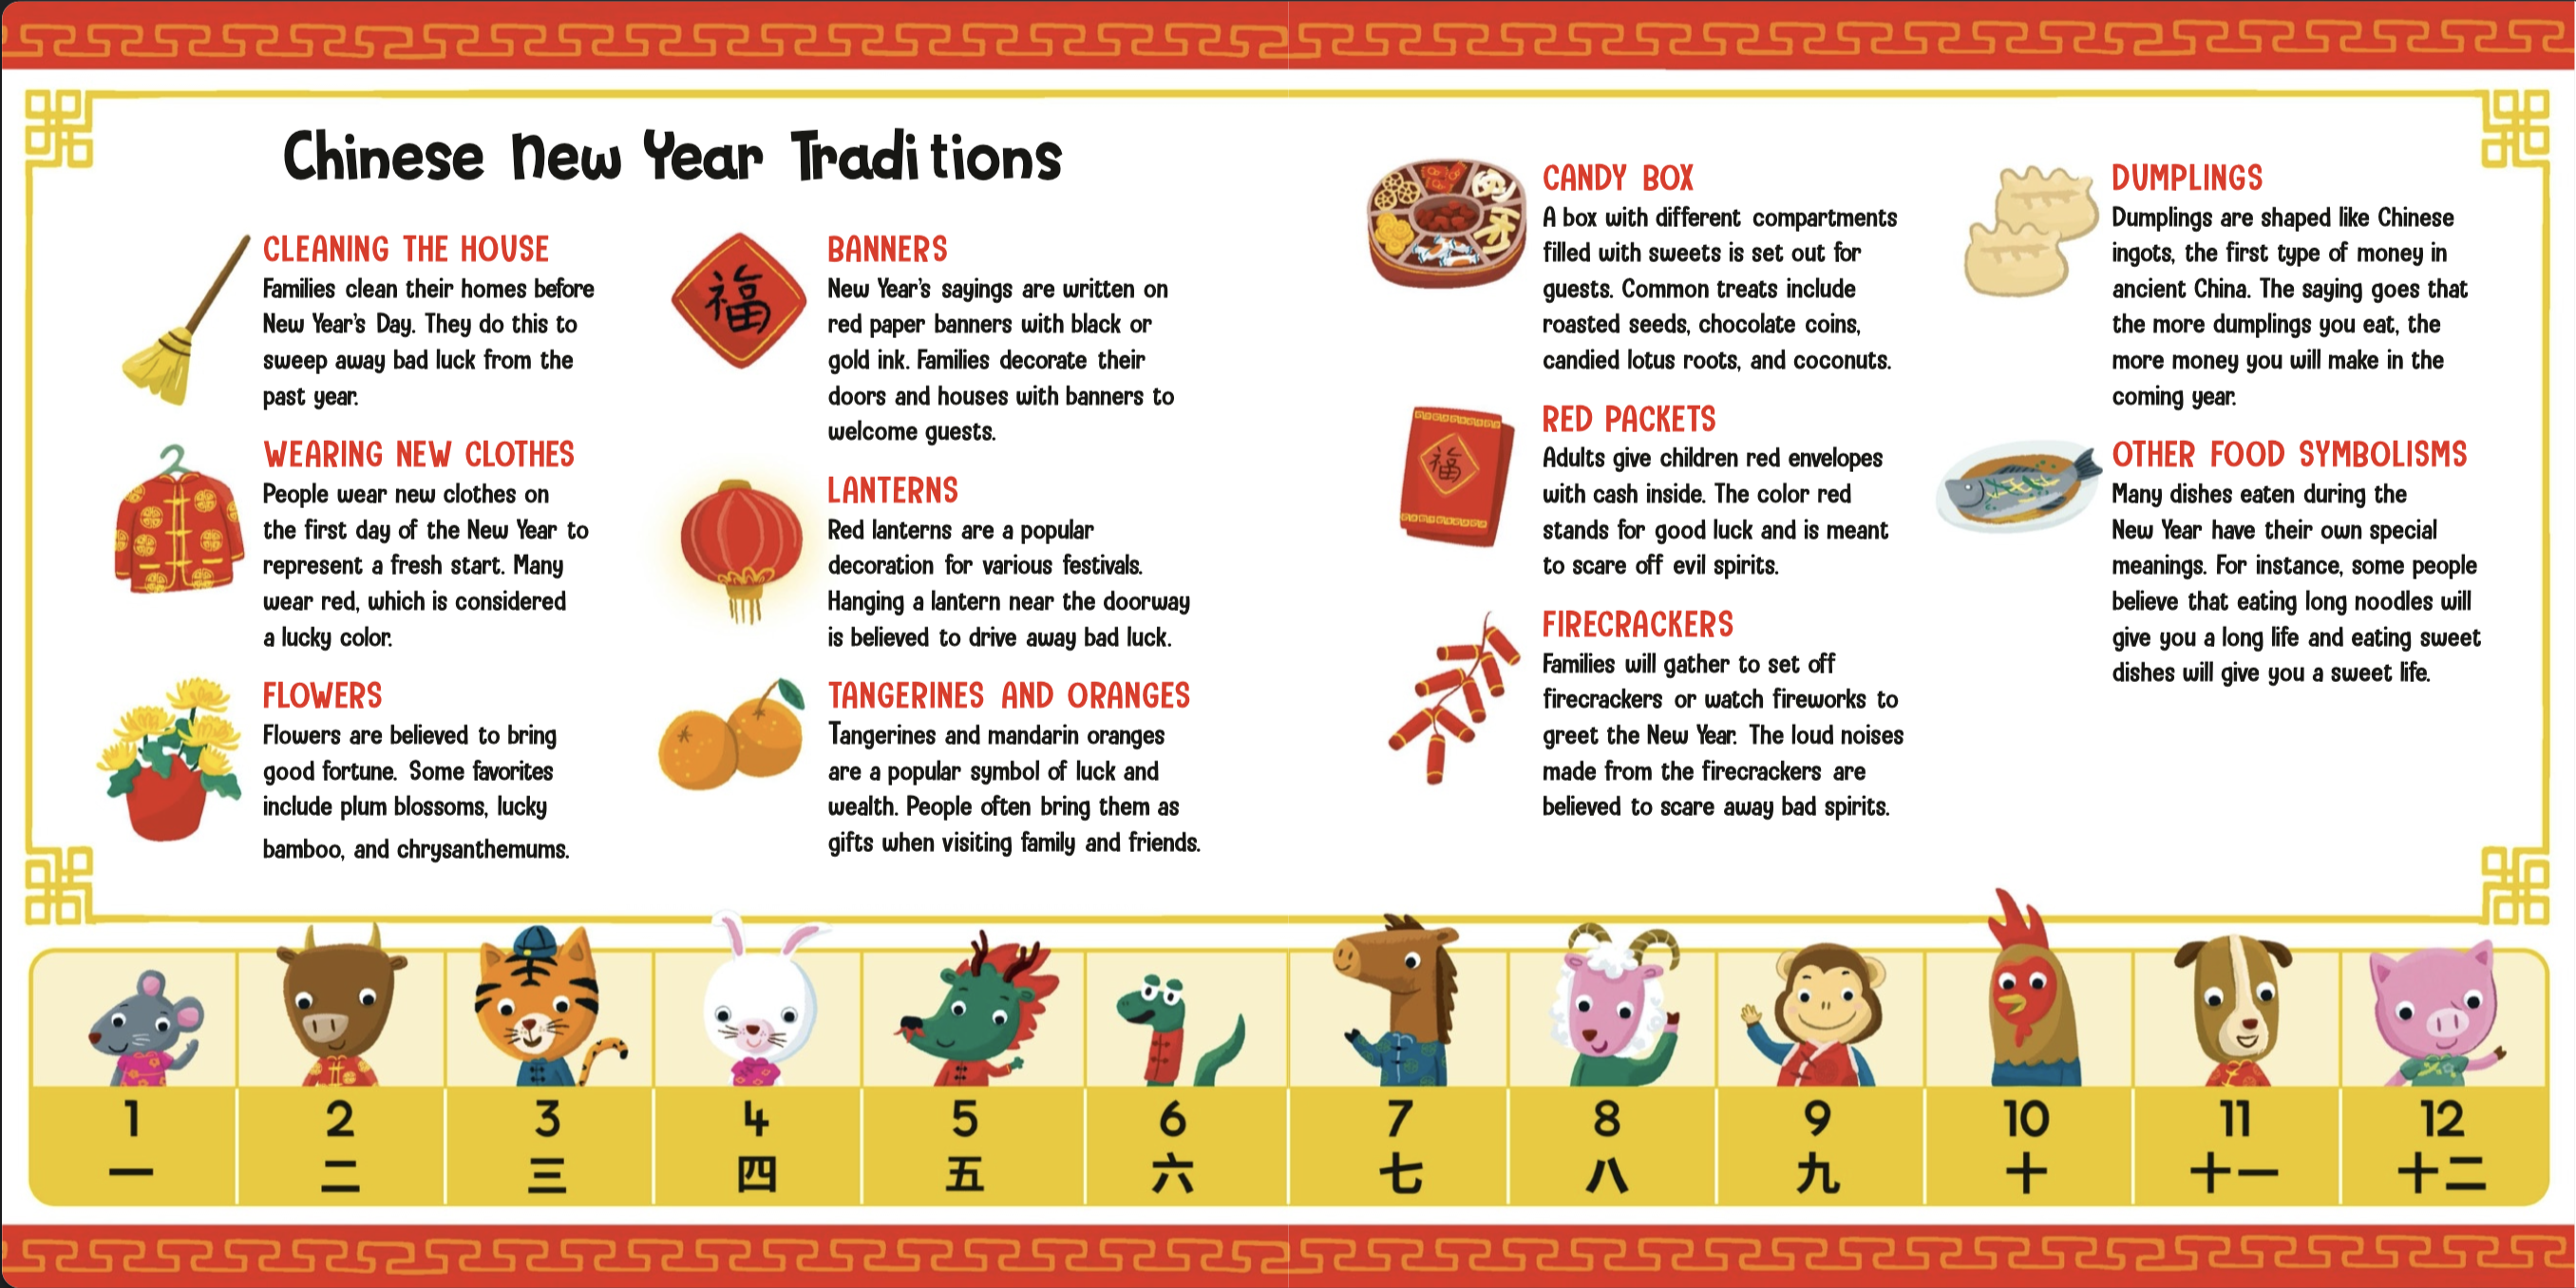 Chinese New Year Traditions
CLEANING THE HOUSE
Families clean their homes before
New Year's Day. They do this to
sweep away bad luck from the
past year.
WEARING NEW CLOTHES
People wear new clothes on
the first day of the New Year to
represent a fresh start. Many
wear red, which is considered
a lucky color.
FLOWERS
Flowers are believed to bring
good fortune. Some favorites
include plum blossoms, lucky
bamboo, and chrysanthemums.
福
BANNERS
New Year's sayings are written on
red paper banners with black or
gold ink. Families decorate their
doors and houses with banners to
welcome guests.
LANTERNS
Red lanterns are a popular
decoration for various festivals.
Hanging a lantern near the doorway
is believed to drive away bad luck.
TANGERINES AND ORANGES
Tangerines and mandarin oranges
are a popular symbol of luck and
wealth. People often bring them as
gifts when visiting family and friends.
CANDY BOX
A box with different compartments
filled with sweets is set out for
guests. Common treats include
roasted seeds, chocolate coins,
candied lotus roots, and coconuts.
福
RED PACKETS
Adults give children red envelopes
with cash inside. The color red
stands for good luck and is meant
to scare off evil spirits.
FIRECRACKERS
Families will gather to set off
firecrackers or watch fireworks to
greet the New Year. The loud noises
made from the firecrackers are
believed to scare away bad spirits.
DUMPLINGS
Dumplings are shaped like Chinese
ingots, the first type of money in
ancient China. The saying goes that
the more dumplings you eat, the
more money you will make in the
coming year.
OTHER FOOD SYMBOLISMS
Many dishes eaten during the
New Year have their own special
meanings. For instance, some people
believe that eating long noodles will
give you a long life and eating sweet
dishes will give you a sweet life.
1 2 3 4 5 6 7 8 9 10 11 12
一 二 三 四 五 六 七 八 九 十 十一 十二